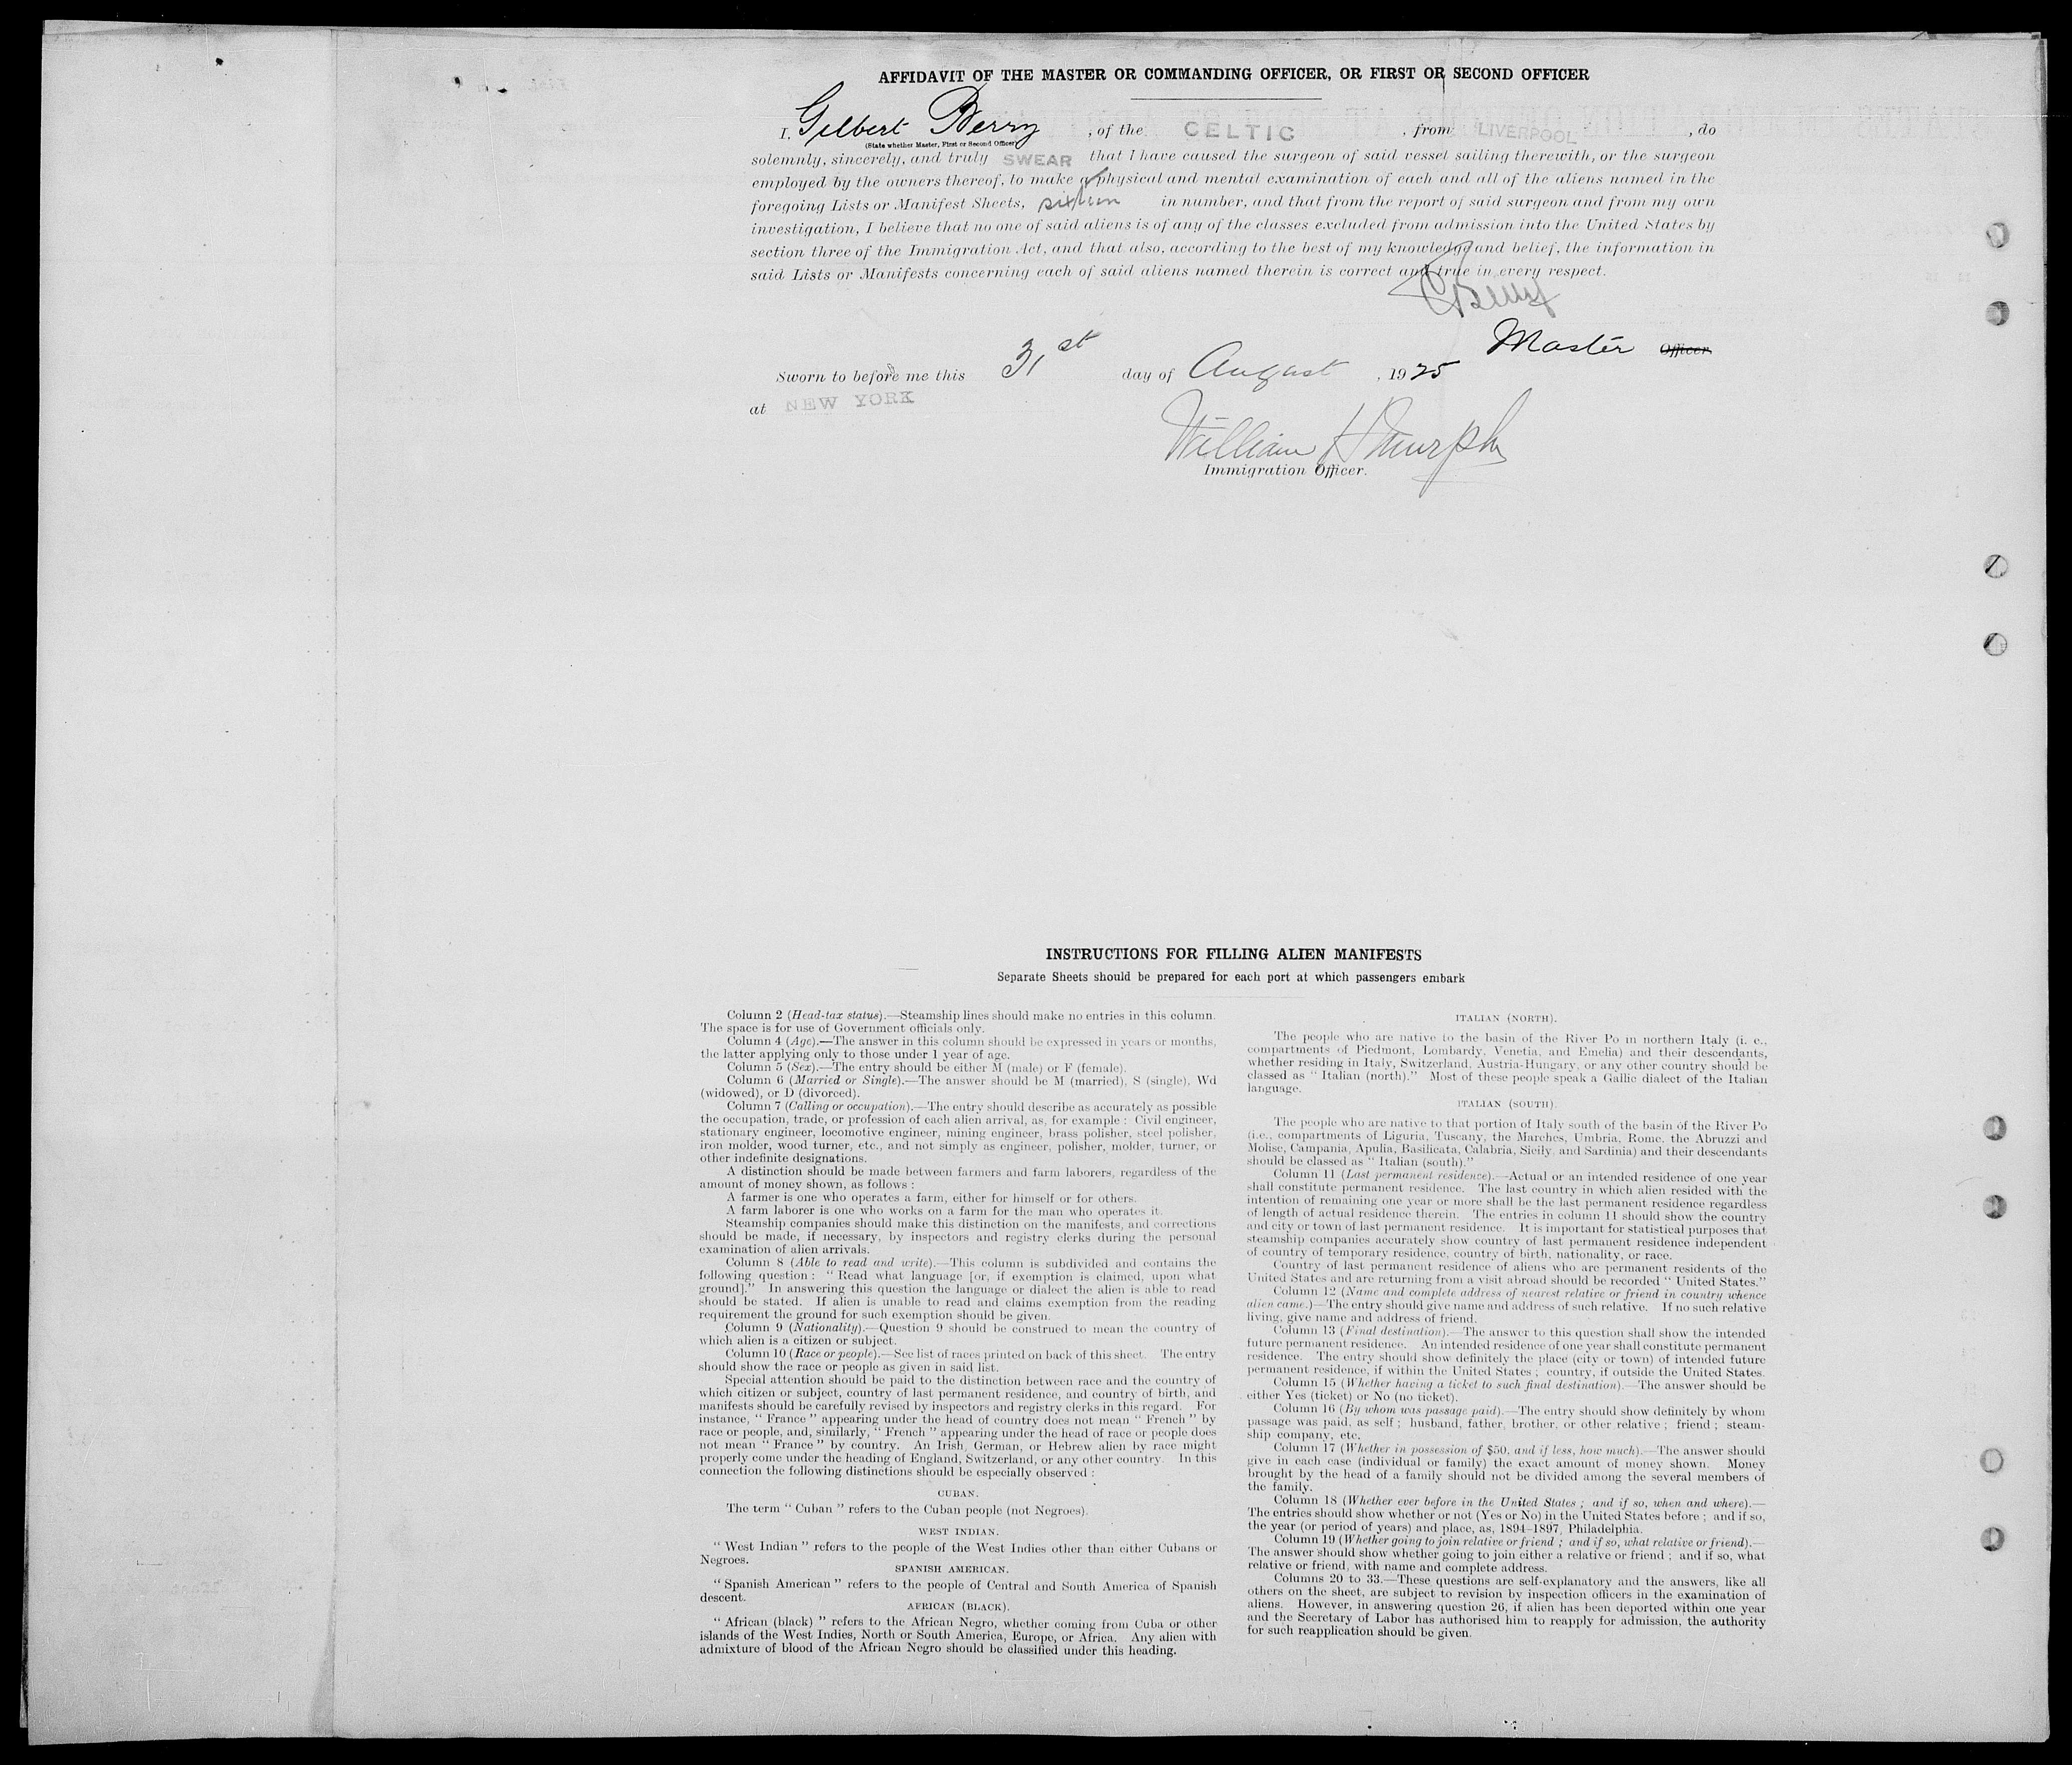 AFFIDAVIT OF THE MASTER OR COMMANDING OFFICER, OR FIRST OR SECOND OFFICER
I, Gilbert Berry , of the CELTIC , from LIVERPOOL , do
(State whether Master, First or Second Officer)
solemnly, sincerely, and truly SWEAR that I have caused the surgeon of said vessel sailing therewith, or the surgeon
employed by the owners thereof, to make a physical and mental examination of each and all of the aliens named in the
foregoing Lists or Manifest Sheets, sixteen in number, and that from the report of said surgeon and from my own
investigation, I believe that no one of said aliens is of any of the classes excluded from admission into the United States by
section three of the Immigration Act, and that also, according to the best of my knowledge and belief, the information in
said Lists or Manifests concerning each of said aliens named therein is correct and true in every respect.
G Berry
Master Officer.
Sworn to before me this 31st day of August , 1925
at NEW YORK
William H Murphy
Immigration Officer.
INSTRUCTIONS FOR FILLING ALIEN MANIFESTS
Separate Sheets should be prepared for each port at which passengers embark
Column 2 (Head-tax status).—Steamship lines should make no entries in this column.
The space is for use of Government officials only.
Column 4 (Age).—The answer in this column should be expressed in years or months,
the latter applying only to those under 1 year of age.
Column 5 (Sex).—The entry should be either M (male) or F (female).
Column 6 (Married or Single).—The answer should be M (married), S (single), Wd
(widowed), or D (divorced).
Column 7 (Calling or occupation).—The entry should describe as accurately as possible
the occupation, trade, or profession of each alien arrival, as, for example : Civil engineer,
stationary engineer, locomotive engineer, mining engineer, brass polisher, steel polisher,
iron molder, wood turner, etc., and not simply as engineer, polisher, molder, turner, or
other indefinite designations.
A distinction should be made between farmers and farm laborers, regardless of the
amount of money shown, as follows :
A farmer is one who operates a farm, either for himself or for others.
A farm laborer is one who works on a farm for the man who operates it.
Steamship companies should make this distinction on the manifests, and corrections
should be made, if necessary, by inspectors and registry clerks during the personal
examination of alien arrivals.
Column 8 (Able to read and write).—This column is subdivided and contains the
following question : " Read what language [or, if exemption is claimed, upon what
ground]." In answering this question the language or dialect the alien is able to read
should be stated. If alien is unable to read and claims exemption from the reading
requirement the ground for such exemption should be given.
Column 9 (Nationality).—Question 9 should be construed to mean the country of
which alien is a citizen or subject.
Column 10 (Race or people).—See list of races printed on back of this sheet. The entry
should show the race or people as given in said list.
Special attention should be paid to the distinction between race and the country of
which citizen or subject, country of last permanent residence, and country of birth, and
manifests should be carefully revised by inspectors and registry clerks in this regard. For
instance, " France " appearing under the head of country does not mean " French " by
race or people, and, similarly, " French " appearing under the head of race or people does
not mean " France " by country. An Irish, German, or Hebrew alien by race might
properly come under the heading of England, Switzerland, or any other country. In this
connection the following distinctions should be especially observed :
CUBAN.
The term " Cuban " refers to the Cuban people (not Negroes).
WEST INDIAN.
" West Indian " refers to the people of the West Indies other than either Cubans or
Negroes.
SPANISH AMERICAN.
" Spanish American " refers to the people of Central and South America of Spanish
descent.
AFRICAN (BLACK).
" African (black) " refers to the African Negro, whether coming from Cuba or other
islands of the West Indies, North or South America, Europe, or Africa. Any alien with
admixture of blood of the African Negro should be classified under this heading.
ITALIAN (NORTH).
The people who are native to the basin of the River Po in northern Italy (i. e.,
compartments of Piedmont, Lombardy, Venetia, and Emelia) and their descendants,
whether residing in Italy, Switzerland, Austria-Hungary, or any other country should be
classed as " Italian (north)." Most of these people speak a Gallic dialect of the Italian
language.
ITALIAN (SOUTH).
The people who are native to that portion of Italy south of the basin of the River Po
(i.e., compartments of Liguria, Tuscany, the Marches, Umbria, Rome, the Abruzzi and
Molise, Campania, Apulia, Basilicata, Calabria, Sicily, and Sardinia) and their descendants
should be classed as " Italian (south)."
Column 11 (Last permanent residence).—Actual or an intended residence of one year
shall constitute permanent residence. The last country in which alien resided with the
intention of remaining one year or more shall be the last permanent residence regardless
of length of actual residence therein. The entries in column 11 should show the country
and city or town of last permanent residence. It is important for statistical purposes that
steamship companies accurately show country of last permanent residence independent
of country of temporary residence, country of birth, nationality, or race.
Country of last permanent residence of aliens who are permanent residents of the
United States and are returning from a visit abroad should be recorded " United States."
Column 12 (Name and complete address of nearest relative or friend in country whence
alien came.)—The entry should give name and address of such relative. If no such relative
living, give name and address of friend.
Column 13 (Final destination).—The answer to this question shall show the intended
future permanent residence. An intended residence of one year shall constitute permanent
residence. The entry should show definitely the place (city or town) of intended future
permanent residence, if within the United States ; country, if outside the United States.
Column 15 (Whether having a ticket to such final destination).—The answer should be
either Yes (ticket) or No (no ticket).
Column 16 (By whom was passage paid).—The entry should show definitely by whom
passage was paid, as self ; husband, father, brother, or other relative ; friend ; steam-
ship company, etc.
Column 17 (Whether in possession of $50, and if less, how much).—The answer should
give in each case (individual or family) the exact amount of money shown. Money
brought by the head of a family should not be divided among the several members of
the family.
Column 18 (Whether ever before in the United States ; and if so, when and where).—
The entries should show whether or not (Yes or No) in the United States before ; and if so,
the year (or period of years) and place, as, 1894-1897, Philadelphia.
Column 19 (Whether going to join relative or friend ; and if so, what relative or friend).—
The answer should show whether going to join either a relative or friend ; and if so, what
relative or friend, with name and complete address.
Columns 20 to 33.—These questions are self-explanatory and the answers, like all
others on the sheet, are subject to revision by inspection officers in the examination of
aliens. However, in answering question 26, if alien has been deported within one year
and the Secretary of Labor has authorised him to reapply for admission, the authority
for such reapplication should be given.